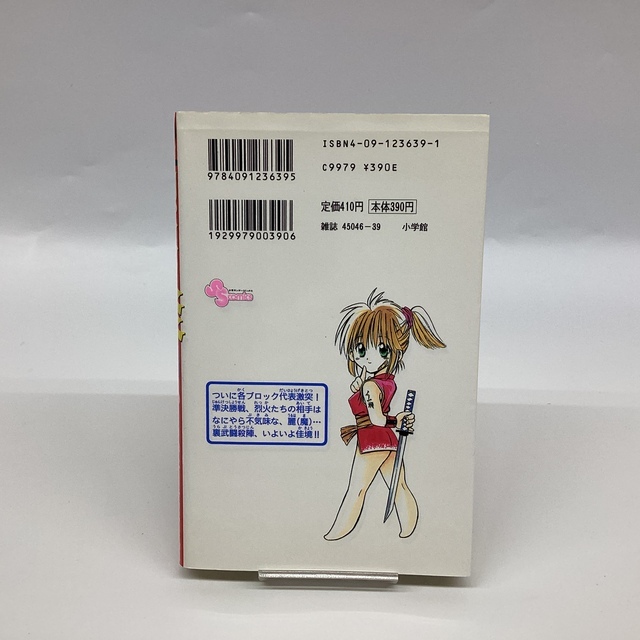 ISBN4-09-123639-1
C9979 ¥390E
9784091236395
定価410円 本体390円
雑誌 45046-39 小学館
1929979003906
S comics
ついに各ブロック代表激突!
準決勝戦、烈火たちの相手は
なにやら不気味な、麗(魔)…
裏武闘殺陣、いよいよ佳境!!